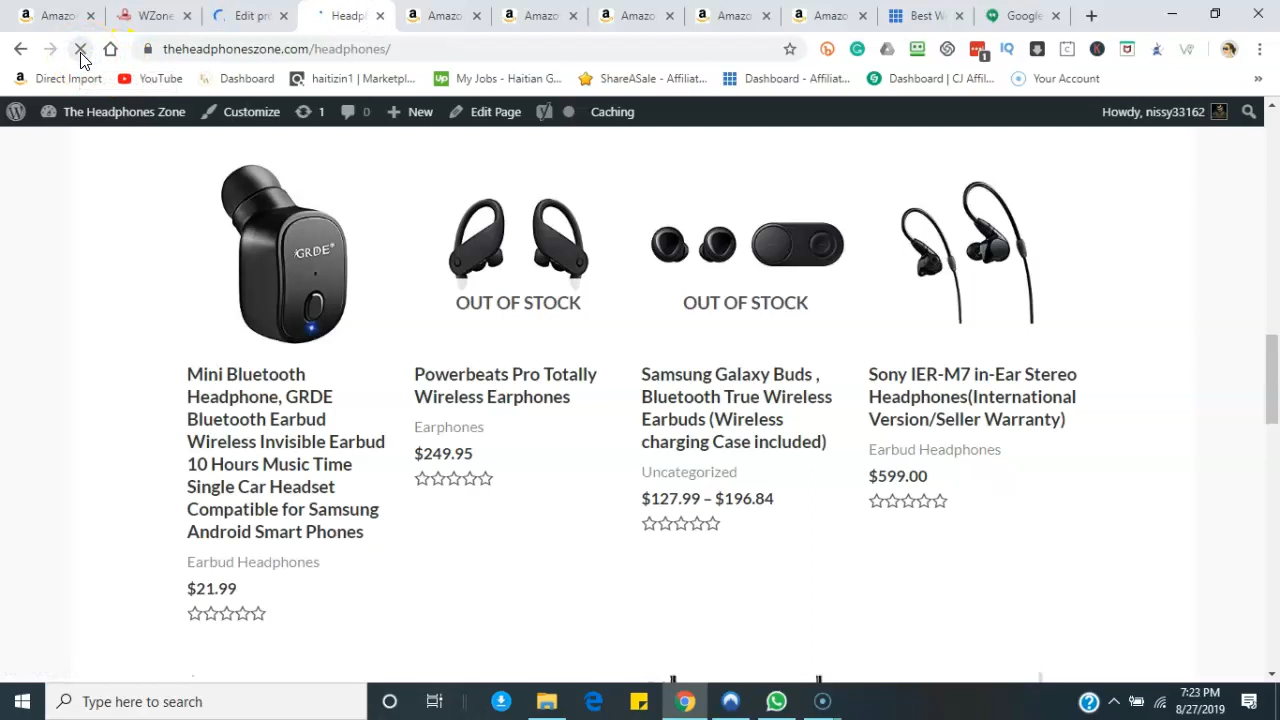 Amazo
WZone
Edit pr
Headph
Amazo
Amazo
Amazo
Amazo
Amazo
Best W
Google
theheadphoneszone.com/headphones/
1
Direct Import
YouTube
Dashboard
haitizin1 | Marketpl...
My Jobs - Haitian G...
ShareASale - Affiliat...
Dashboard - Affiliat...
Dashboard | CJ Affil...
Your Account
»
The Headphones Zone
Customize
1
0
New
Edit Page
Caching
Howdy, nissy33162
GRDE
OUT OF STOCK
OUT OF STOCK
Mini Bluetooth
Headphone, GRDE
Bluetooth Earbud
Wireless Invisible Earbud
10 Hours Music Time
Single Car Headset
Compatible for Samsung
Android Smart Phones
Earbud Headphones
$21.99
Powerbeats Pro Totally
Wireless Earphones
Earphones
$249.95
Samsung Galaxy Buds ,
Bluetooth True Wireless
Earbuds (Wireless
charging Case included)
Uncategorized
$127.99 – $196.84
Sony IER-M7 in-Ear Stereo
Headphones(International
Version/Seller Warranty)
Earbud Headphones
$599.00
Type here to search
7:23 PM
8/27/2019